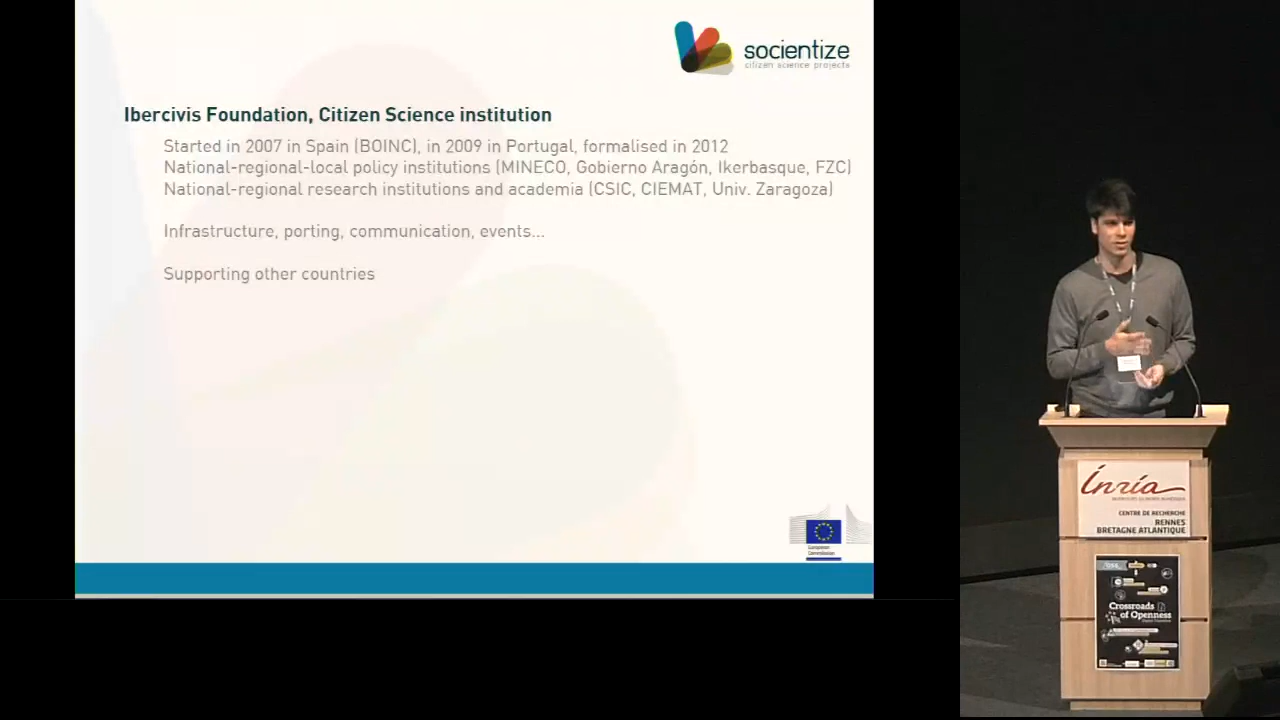 socientize
citizen science projects
Ibercivis Foundation, Citizen Science institution
Started in 2007 in Spain (BOINC), in 2009 in Portugal, formalised in 2012
National-regional-local policy institutions (MINECO, Gobierno Aragón, Ikerbasque, FZC)
National-regional research institutions and academia (CSIC, CIEMAT, Univ. Zaragoza)
Infrastructure, porting, communication, events...
Supporting other countries
European
Commission
Inria
CENTRE DE RECHERCHE
RENNES
BRETAGNE ATLANTIQUE
Crossroads
of Openness